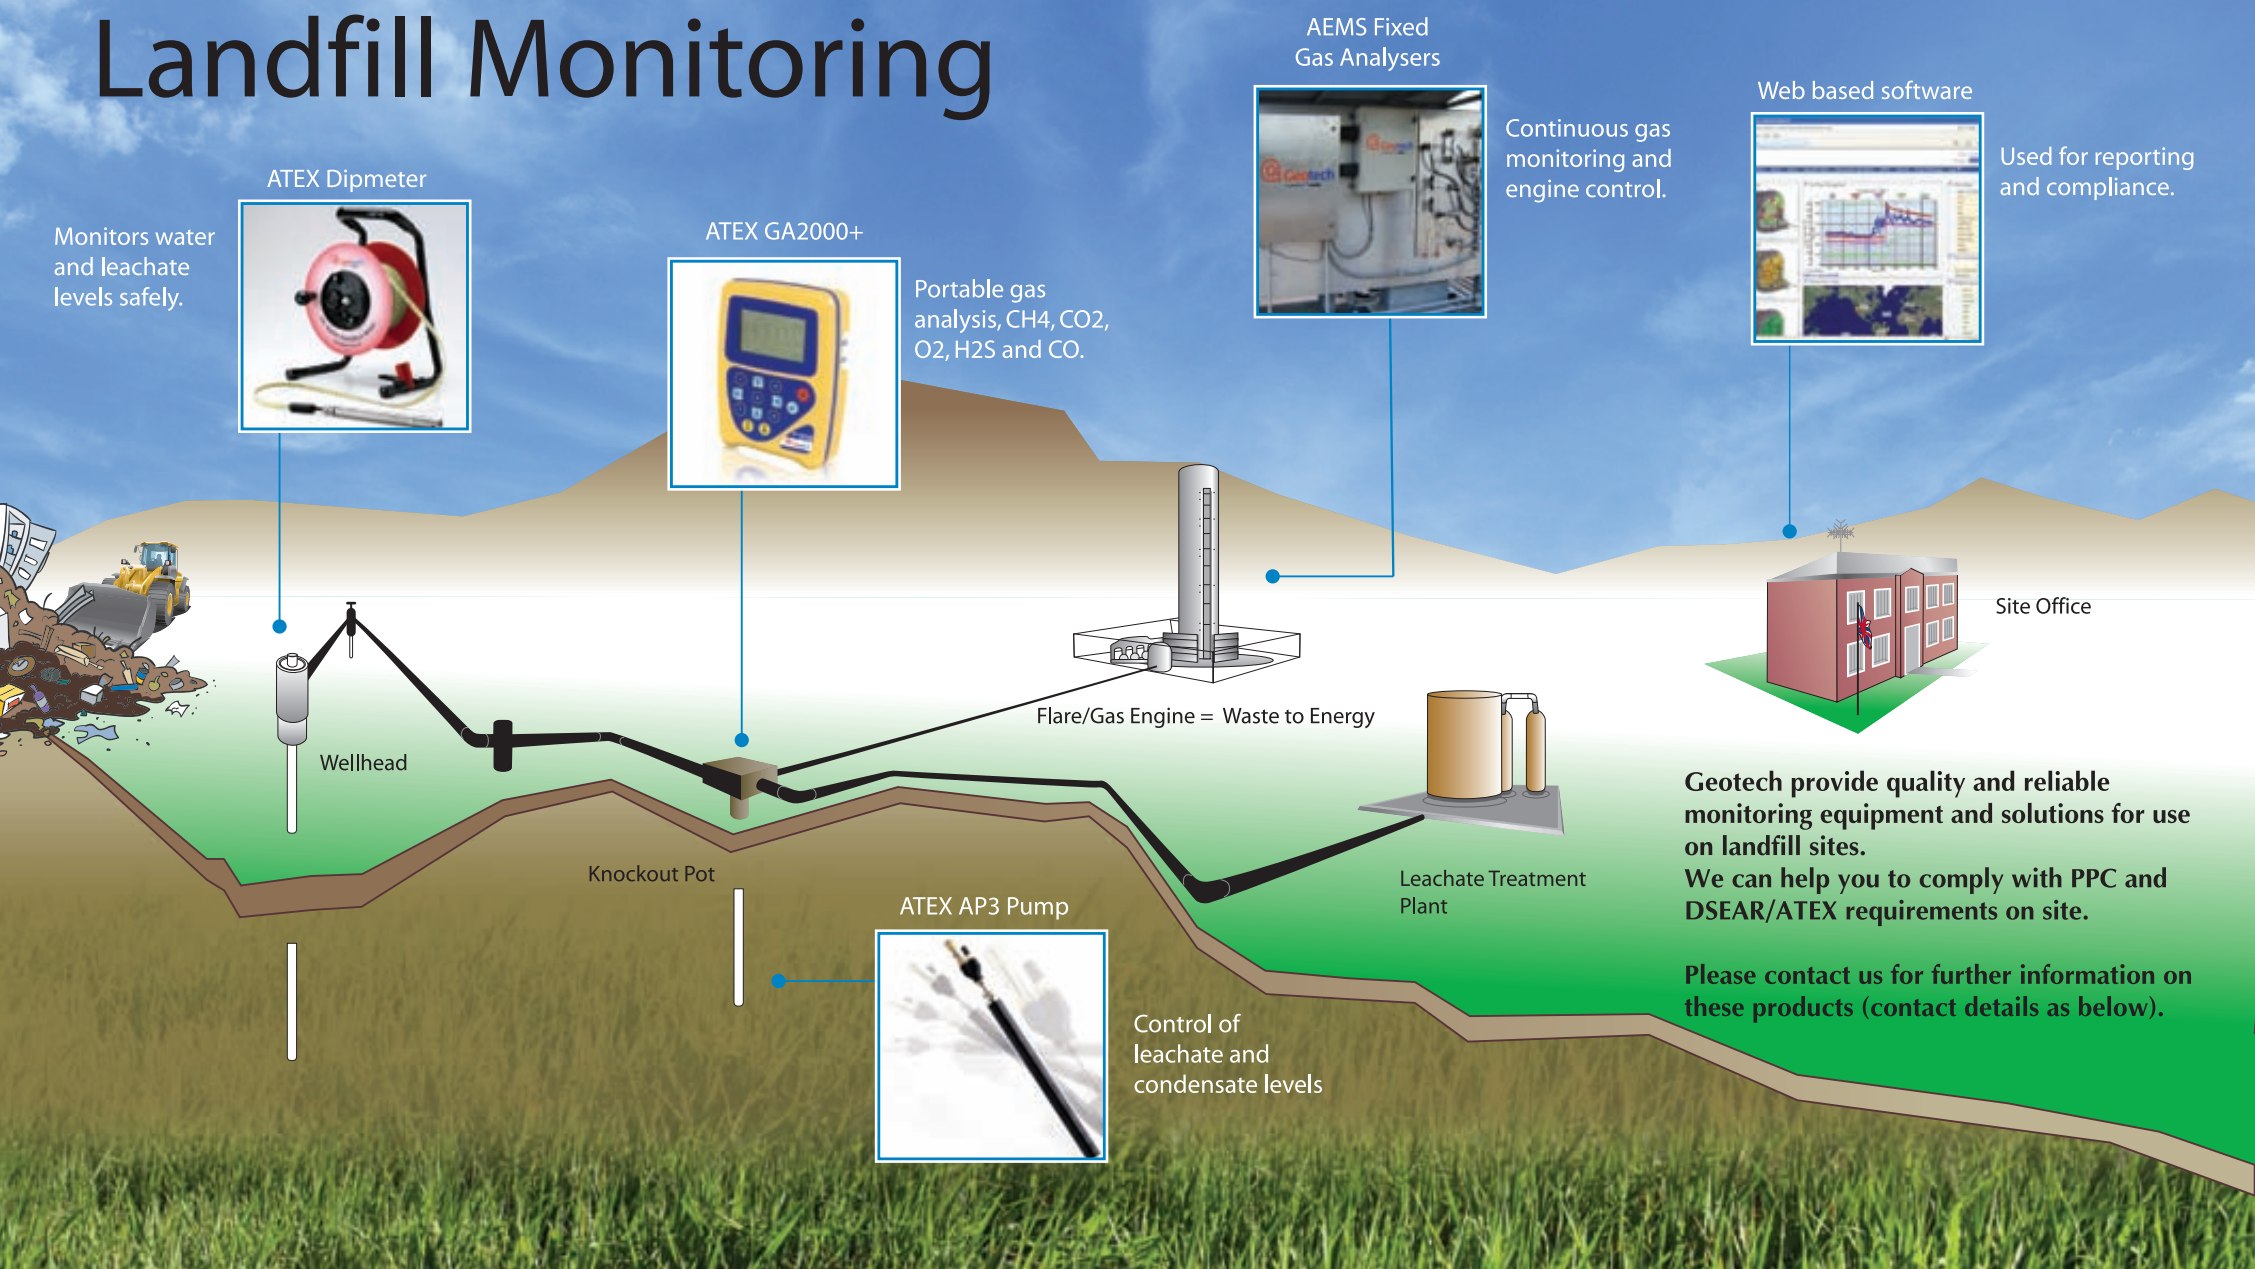 Landfill Monitoring
AEMS Fixed
Gas Analysers
Continuous gas
monitoring and
engine control.
Web based software
Used for reporting
and compliance.
ATEX Dipmeter
Monitors water
and leachate
levels safely.
ATEX GA2000+
Portable gas
analysis, CH4, CO2,
O2, H2S and CO.
Geotech
Geotech
Site Office
Flare/Gas Engine = Waste to Energy
Wellhead
Knockout Pot
Leachate Treatment
Plant
ATEX AP3 Pump
Control of
leachate and
condensate levels
Geotech provide quality and reliable
monitoring equipment and solutions for use
on landfill sites.
We can help you to comply with PPC and
DSEAR/ATEX requirements on site.
Please contact us for further information on
these products (contact details as below).